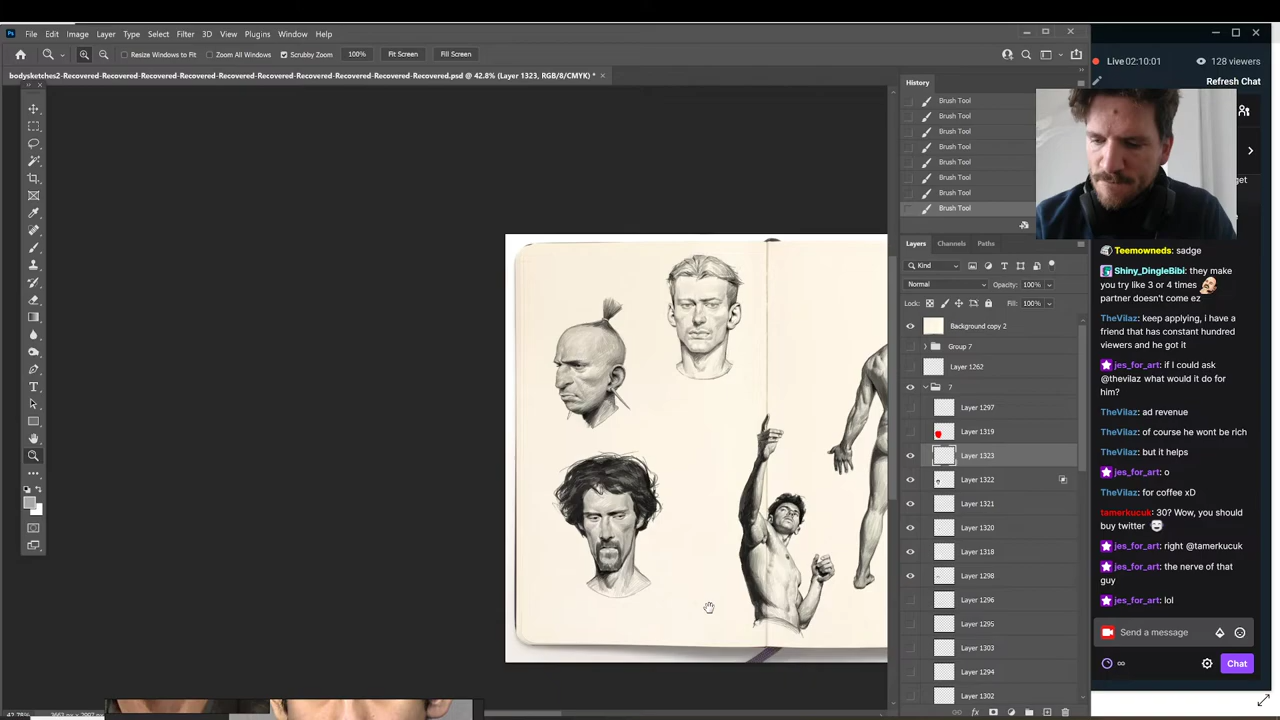 File Edit Image Layer Type Select Filter 3D View Plugins Window Help
Resize Windows to Fit Zoom All Windows Scrubby Zoom 100% Fit Screen Fill Screen
bodysketches2-Recovered-Recovered-Recovered-Recovered-Recovered-Recovered-Recovered-Recovered-Recovered.psd @ 42.8% (Layer 1323, RGB/8/CMYK) *
History
Brush Tool
Brush Tool
Brush Tool
Brush Tool
Brush Tool
Brush Tool
Brush Tool
Brush Tool
Layers Channels Paths
Kind
Normal Opacity: 100%
Lock: Fill: 100%
Background copy 2
Group 7
Layer 1262
7
Layer 1297
Layer 1319
Layer 1323
Layer 1322
Layer 1321
Layer 1320
Layer 1318
Layer 1298
Layer 1296
Layer 1295
Layer 1303
Layer 1294
Layer 1302
42.78% 3667 px x 2997 px
Live 02:10:01 128 viewers
Refresh Chat
get
Teemowneds: sadge
Shiny_DingleBibi: they make
you try like 3 or 4 times
partner doesn't come ez
TheVilaz: keep applying, i have a
friend that has constant hundred
viewers and he got it
jes_for_art: if I could ask
@thevilaz what would it do for
him?
TheVilaz: ad revenue
TheVilaz: of course he wont be rich
TheVilaz: but it helps
jes_for_art: o
TheVilaz: for coffee xD
tamerkucuk: 30? Wow, you should
buy twitter
jes_for_art: right @tamerkucuk
jes_for_art: the nerve of that
guy
jes_for_art: lol
Send a message
∞ Chat